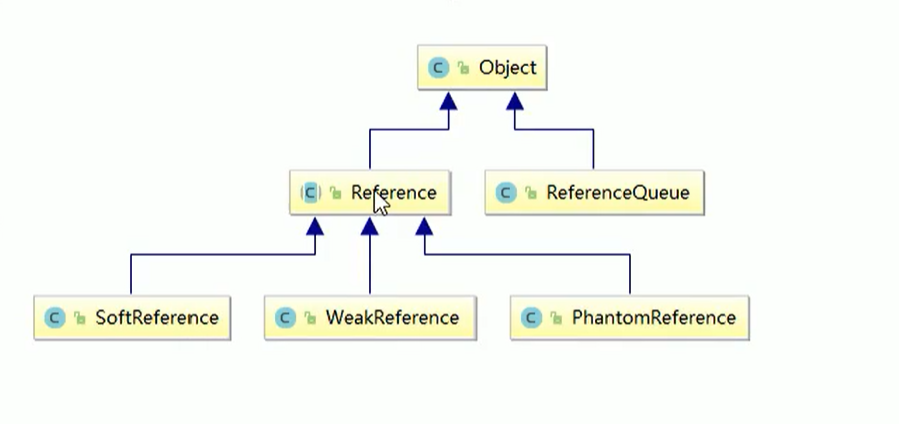 C Object
C Reference
C ReferenceQueue
C SoftReference
C WeakReference
C PhantomReference